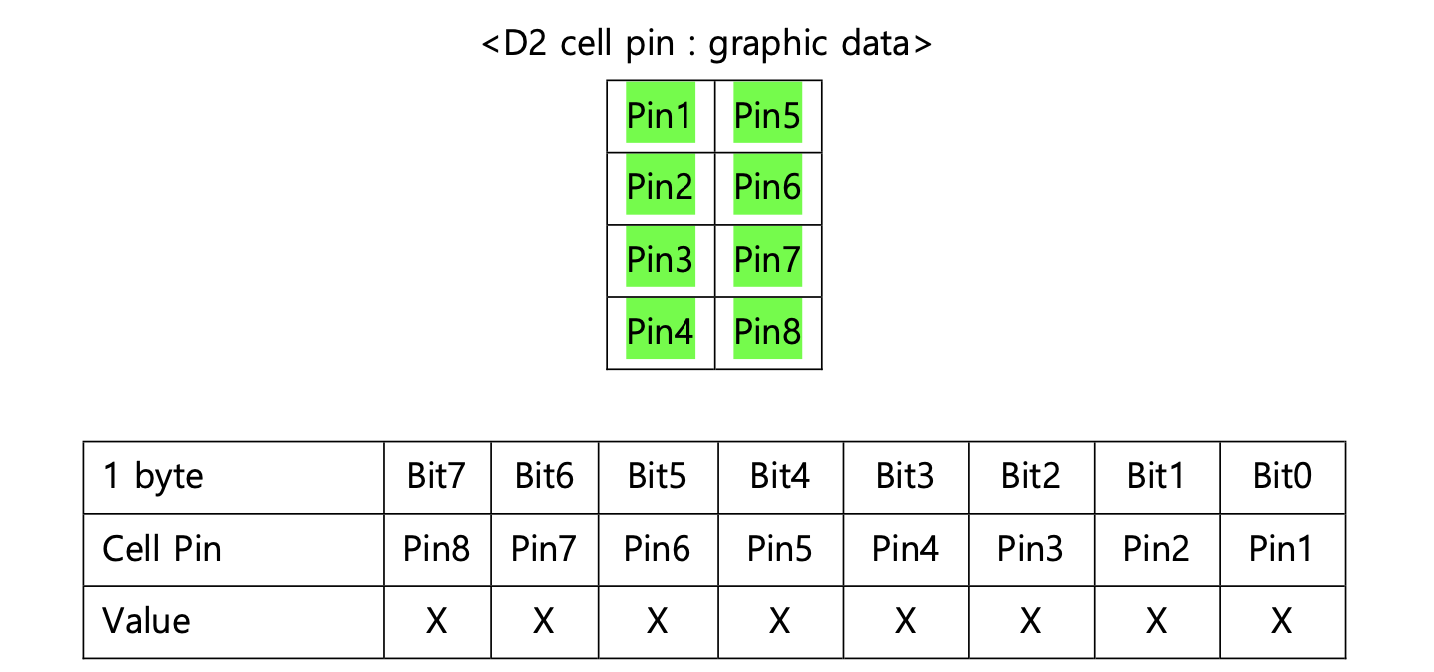 <D2 cell pin : graphic data>
Pin1 Pin5
Pin2 Pin6
Pin3 Pin7
Pin4 Pin8
1 byte Bit7 Bit6 Bit5 Bit4 Bit3 Bit2 Bit1 Bit0
Cell Pin Pin8 Pin7 Pin6 Pin5 Pin4 Pin3 Pin2 Pin1
Value X X X X X X X X